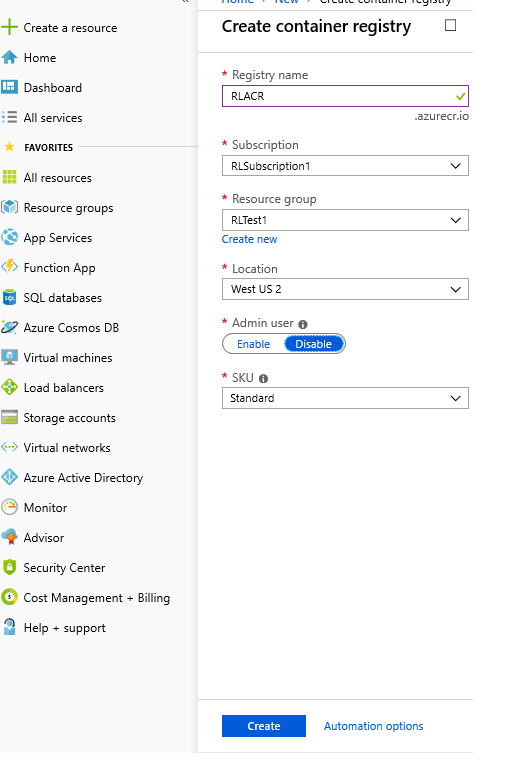 «
Home > New > Create container registry
Create a resource
Home
Dashboard
All services
FAVORITES
All resources
Resource groups
App Services
Function App
SQL databases
Azure Cosmos DB
Virtual machines
Load balancers
Storage accounts
Virtual networks
Azure Active Directory
Monitor
Advisor
Security Center
Cost Management + Billing
Help + support
Create container registry
* Registry name
RLACR
.azurecr.io
* Subscription
RLSubscription1
* Resource group
RLTest1
Create new
* Location
West US 2
* Admin user
Enable Disable
* SKU
Standard
Create Automation options